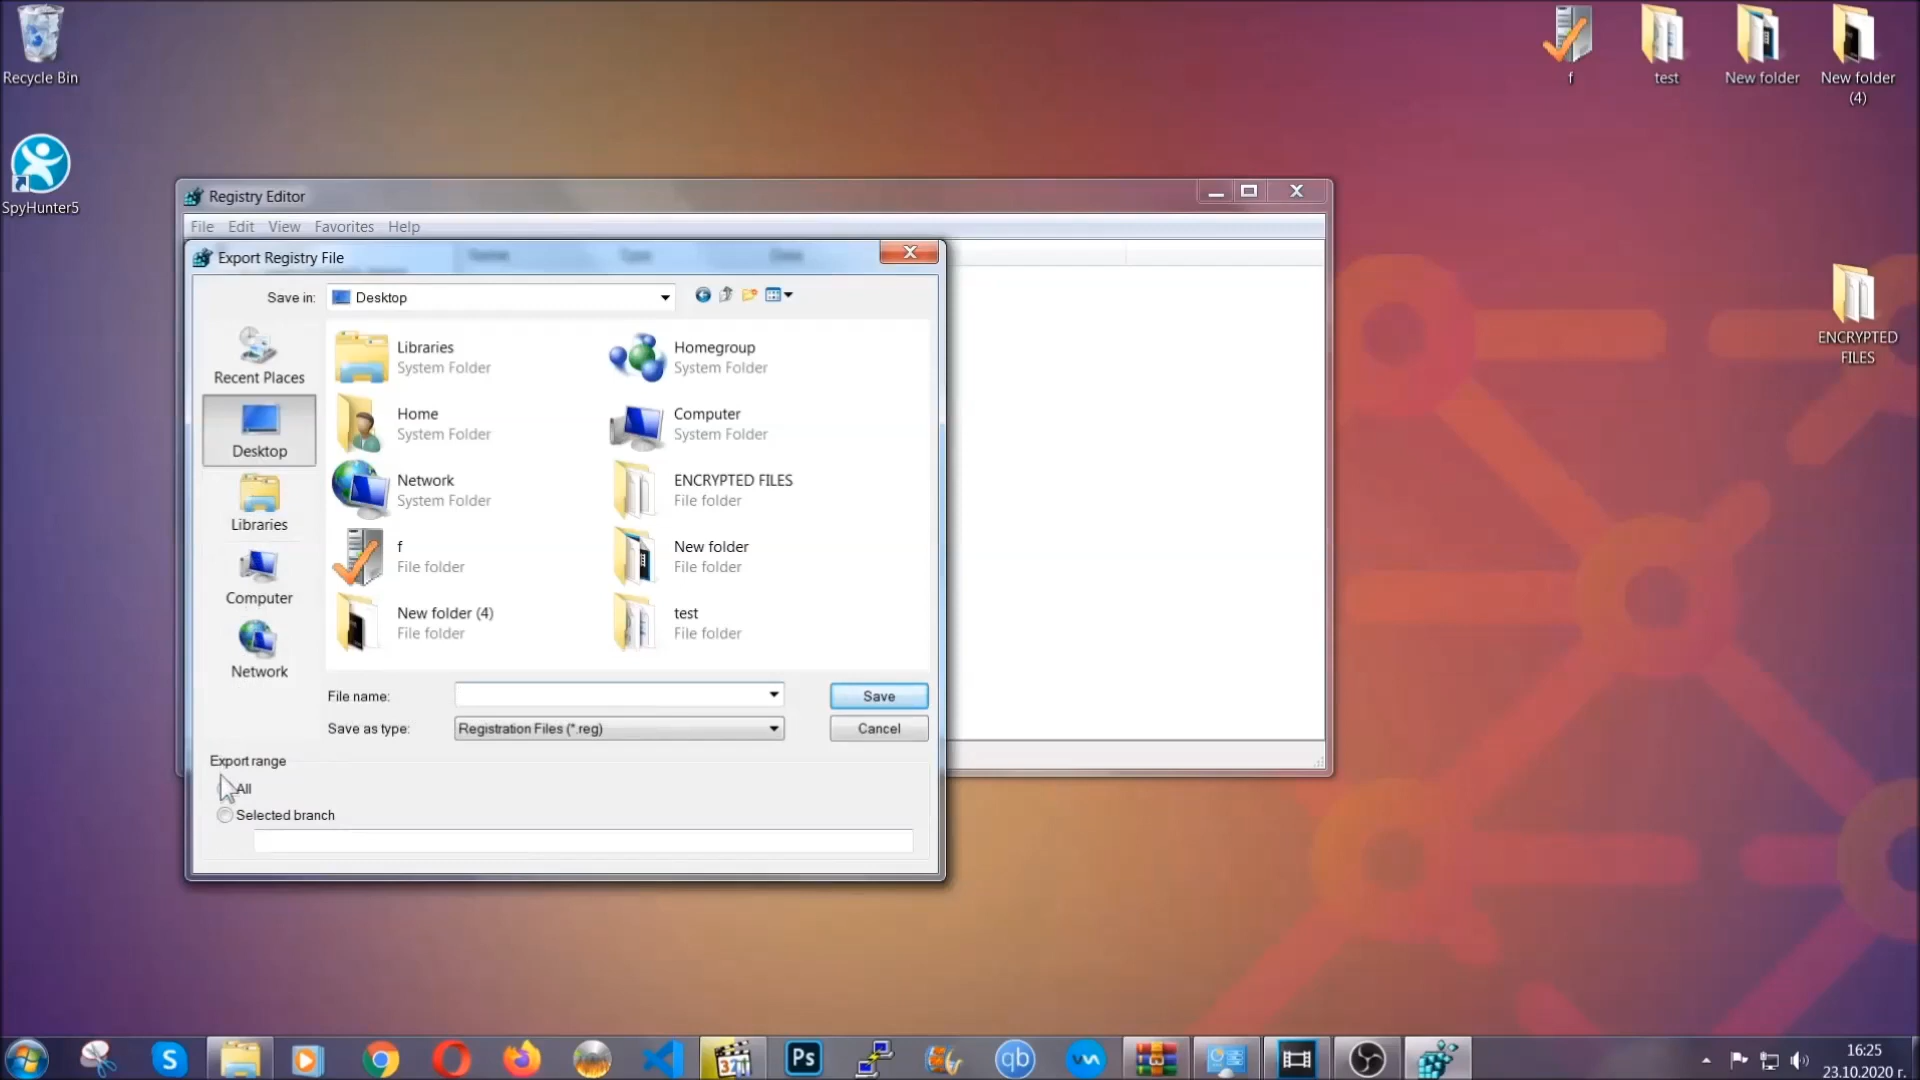 Recycle Bin
SpyHunter5
f
test
New folder
New folder
(4)
ENCRYPTED
FILES
Registry Editor
File Edit View Favorites Help
Export Registry File
Save in:
Desktop
Recent Places
Desktop
Libraries
Computer
Network
Libraries
System Folder
Homegroup
System Folder
Home
System Folder
Computer
System Folder
Network
System Folder
ENCRYPTED FILES
File folder
f
File folder
New folder
File folder
New folder (4)
File folder
test
File folder
File name:
Save
Save as type:
Registration Files (*.reg)
Cancel
Export range
All
Selected branch
S
321
Ps
qb
16:25
23.10.2020 г.